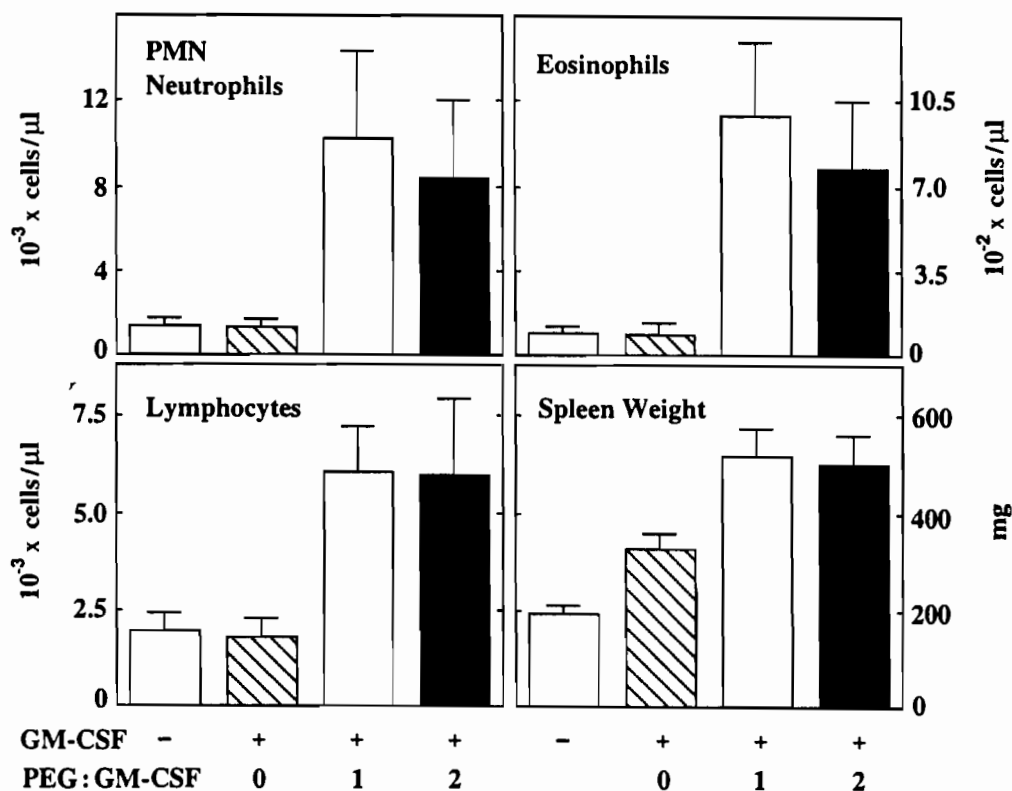 PMN
Neutrophils
12
8
4
0
10⁻³ x cells/µl
Eosinophils
10.5
7.0
3.5
0
10⁻² x cells/µl
Lymphocytes
7.5
5.0
2.5
0
10⁻³ x cells/µl
Spleen Weight
600
400
200
0
mg
GM-CSF – + + + – + + +
PEG:GM-CSF 0 1 2 0 1 2